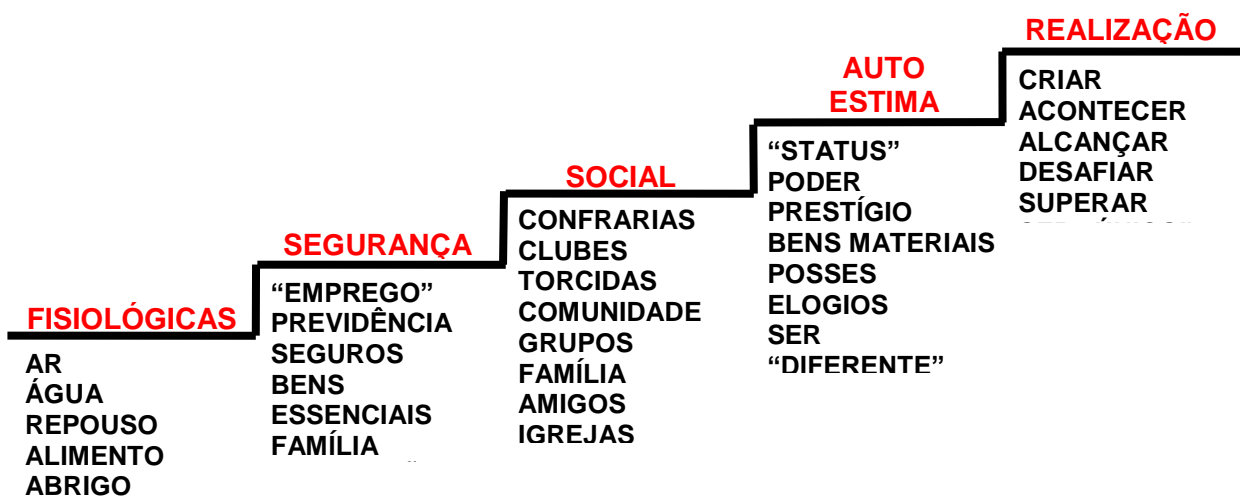 FISIOLÓGICAS
AR
ÁGUA
REPOUSO
ALIMENTO
ABRIGO
SEGURANÇA
“EMPREGO”
PREVIDÊNCIA
SEGUROS
BENS
ESSENCIAIS
FAMÍLIA
SOCIAL
CONFRARIAS
CLUBES
TORCIDAS
COMUNIDADE
GRUPOS
FAMÍLIA
AMIGOS
IGREJAS
AUTO
ESTIMA
“STATUS”
PODER
PRESTÍGIO
BENS MATERIAIS
POSSES
ELOGIOS
SER
“DIFERENTE”
REALIZAÇÃO
CRIAR
ACONTECER
ALCANÇAR
DESAFIAR
SUPERAR